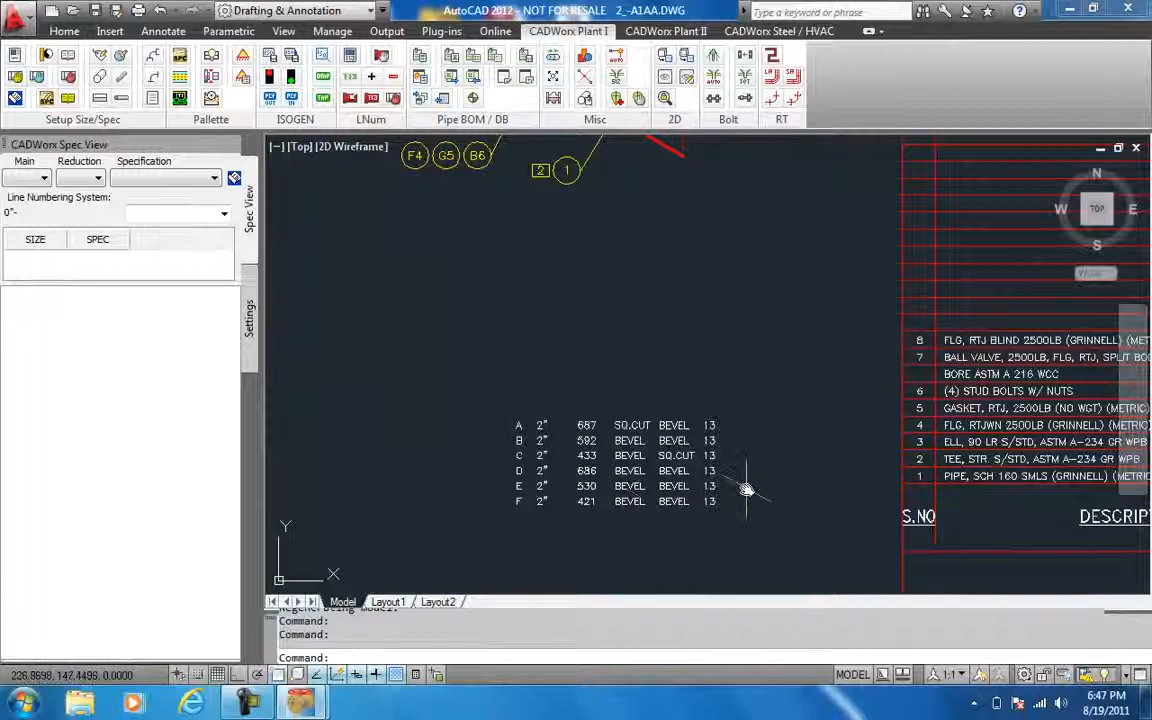 Drafting & Annotation
AutoCAD 2012 - NOT FOR RESALE 2_-A1AA.DWG
Type a keyword or phrase
Home Insert Annotate Parametric View Manage Output Plug-ins Online CADWorx Plant I CADWorx Plant II CADWorx Steel / HVAC
Setup Size/Spec Pallette ISOGEN LNum Pipe BOM / DB Misc 2D Bolt RT
CADWorx Spec View
Main Reduction Specification
Line Numbering System:
0"-
SIZE SPEC
Spec View
Settings
[−] [Top] [2D Wireframe]
F4 G5 B6 2 1
N
W TOP E
S
8 FLG, RTJ BLIND 2500LB (GRINNELL) (MET
7 BALL VALVE, 2500LB, FLG, RTJ, SPLIT BO
BORE ASTM A 216 WCC
6 (4) STUD BOLTS W/ NUTS
5 GASKET, RTJ, 2500LB (NO WGT) (METRIC)
4 FLG, RTJWN 2500LB (GRINNELL) (METRIC
3 ELL, 90 LR S/STD, ASTM A-234 GR WPB
2 TEE, STR. S/STD, ASTM A-234 GR WPB
1 PIPE, SCH 160 SMLS (GRINNELL) (METRIC
S.NO DESCRIP
A 2" 687 SQ.CUT BEVEL 13
B 2" 592 BEVEL BEVEL 13
C 2" 433 BEVEL SQ.CUT 13
D 2" 686 BEVEL BEVEL 13
E 2" 530 BEVEL BEVEL 13
F 2" 421 BEVEL BEVEL 13
Y
X
Model Layout1 Layout2
Regenerating model.
Command:
Command:
Command:
226.8698, 147.4496, 0.0000
MODEL
1:1
6:47 PM
8/19/2011